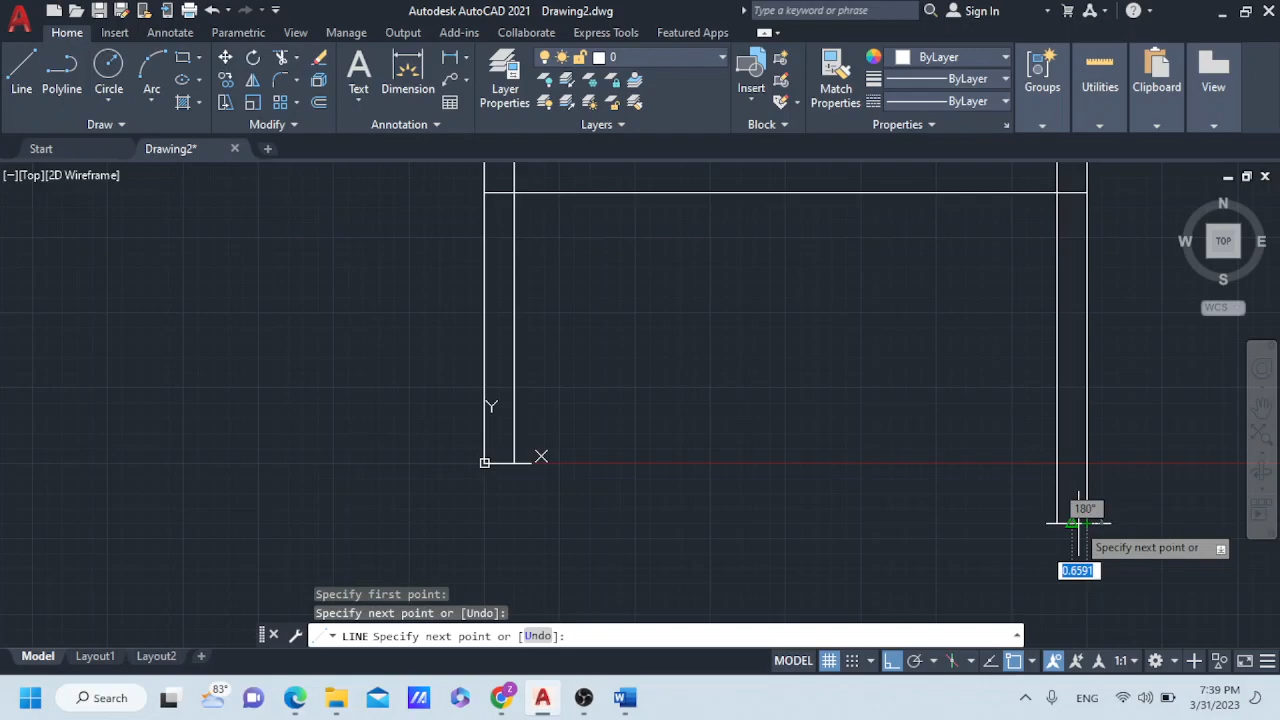 Autodesk AutoCAD 2021 Drawing2.dwg
Type a keyword or phrase
Sign In
Home Insert Annotate Parametric View Manage Output Add-ins Collaborate Express Tools Featured Apps
Line Polyline Circle Arc
Text Dimension
Layer
Properties
0
Insert
Match
Properties
ByLayer
ByLayer
ByLayer
Groups Utilities Clipboard View
Draw Modify Annotation Layers Block Properties
Start Drawing2*
[−][Top][2D Wireframe]
N
W TOP E
S
WCS
Y
X
180°
Specify next point or
0.6591
Specify first point:
Specify next point or [Undo]:
LINE Specify next point or [Undo]:
Model Layout1 Layout2 +
MODEL 1:1
Search
83°
Z
ENG
7:39 PM
3/31/2023